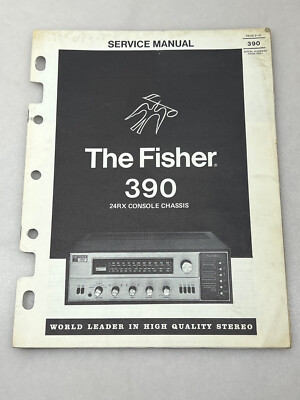 SERVICE MANUAL
390
The Fisher®
390
24RX CONSOLE CHASSIS
WORLD LEADER IN HIGH QUALITY STEREO